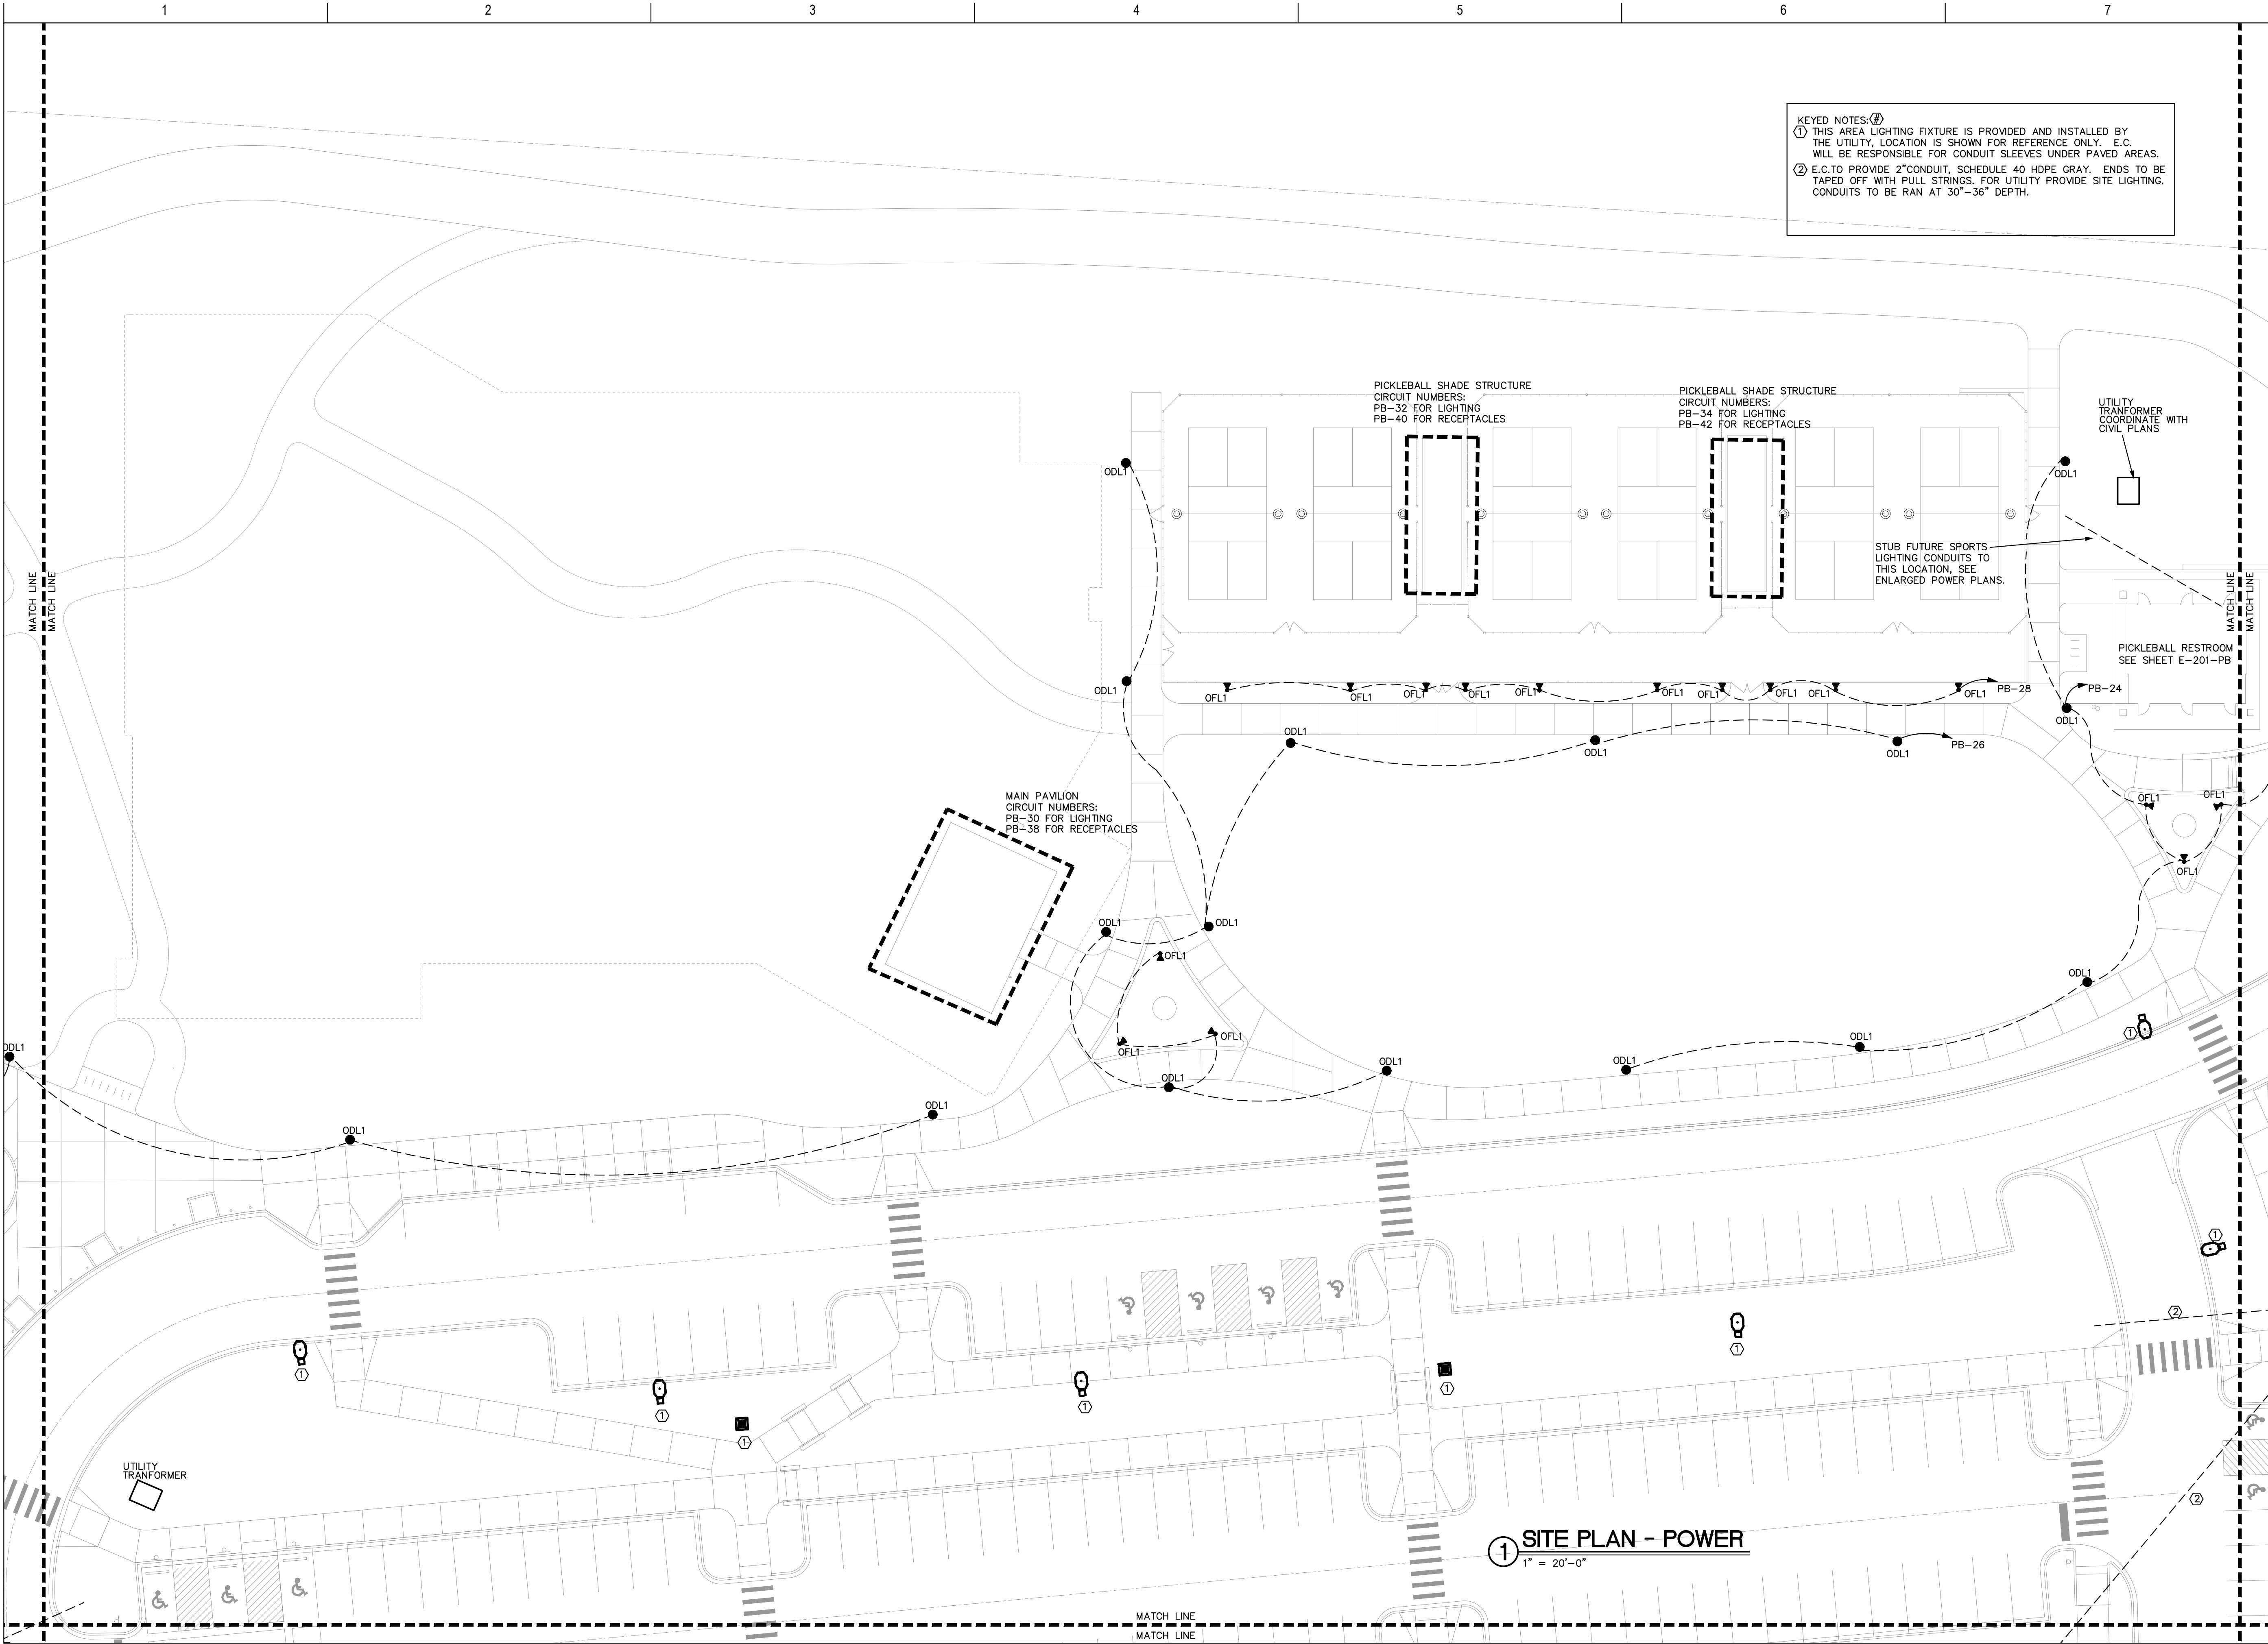 1
2
3
4
5
6
7
KEYED NOTES: #
1 THIS AREA LIGHTING FIXTURE IS PROVIDED AND INSTALLED BY
THE UTILITY, LOCATION IS SHOWN FOR REFERENCE ONLY. E.C.
WILL BE RESPONSIBLE FOR CONDUIT SLEEVES UNDER PAVED AREAS.
2 E.C.TO PROVIDE 2"CONDUIT, SCHEDULE 40 HDPE GRAY. ENDS TO BE
TAPED OFF WITH PULL STRINGS. FOR UTILITY PROVIDE SITE LIGHTING.
CONDUITS TO BE RAN AT 30"-36" DEPTH.
PICKLEBALL SHADE STRUCTURE
CIRCUIT NUMBERS:
PB-32 FOR LIGHTING
PB-40 FOR RECEPTACLES
PICKLEBALL SHADE STRUCTURE
CIRCUIT NUMBERS:
PB-34 FOR LIGHTING
PB-42 FOR RECEPTACLES
UTILITY
TRANFORMER
COORDINATE WITH
CIVIL PLANS
ODL1
ODL1
STUB FUTURE SPORTS
LIGHTING CONDUITS TO
THIS LOCATION, SEE
ENLARGED POWER PLANS.
MATCH LINE
MATCH LINE
MATCH LINE
MATCH LINE
PICKLEBALL RESTROOM
SEE SHEET E-201-PB
ODL1
OFL1
OFL1
OFL1
OFL1
OFL1
OFL1
OFL1
OFL1
OFL1
OFL1
PB-28
PB-24
ODL1
ODL1
ODL1
ODL1
PB-26
MAIN PAVILION
CIRCUIT NUMBERS:
PB-30 FOR LIGHTING
PB-38 FOR RECEPTACLES
OFL1
OFL1
OFL1
ODL1
ODL1
OFL1
OFL1
OFL1
ODL1
ODL1
ODL1
ODL1
ODL1
ODL1
ODL1
ODL1
ODL1
1
1
1
1
1
1
1
1
2
2
UTILITY
TRANFORMER
1 SITE PLAN - POWER
1" = 20'-0"
MATCH LINE
MATCH LINE